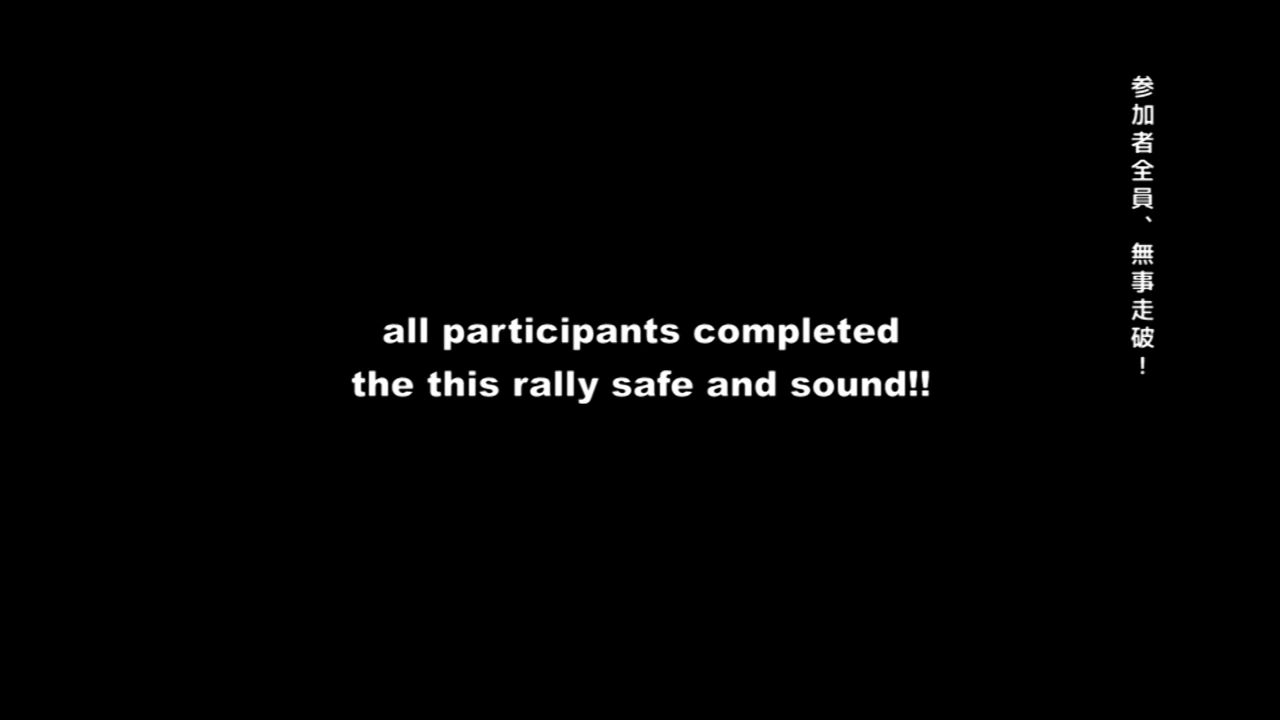 all participants completed
the this rally safe and sound!!
参加者全員、無事走破！